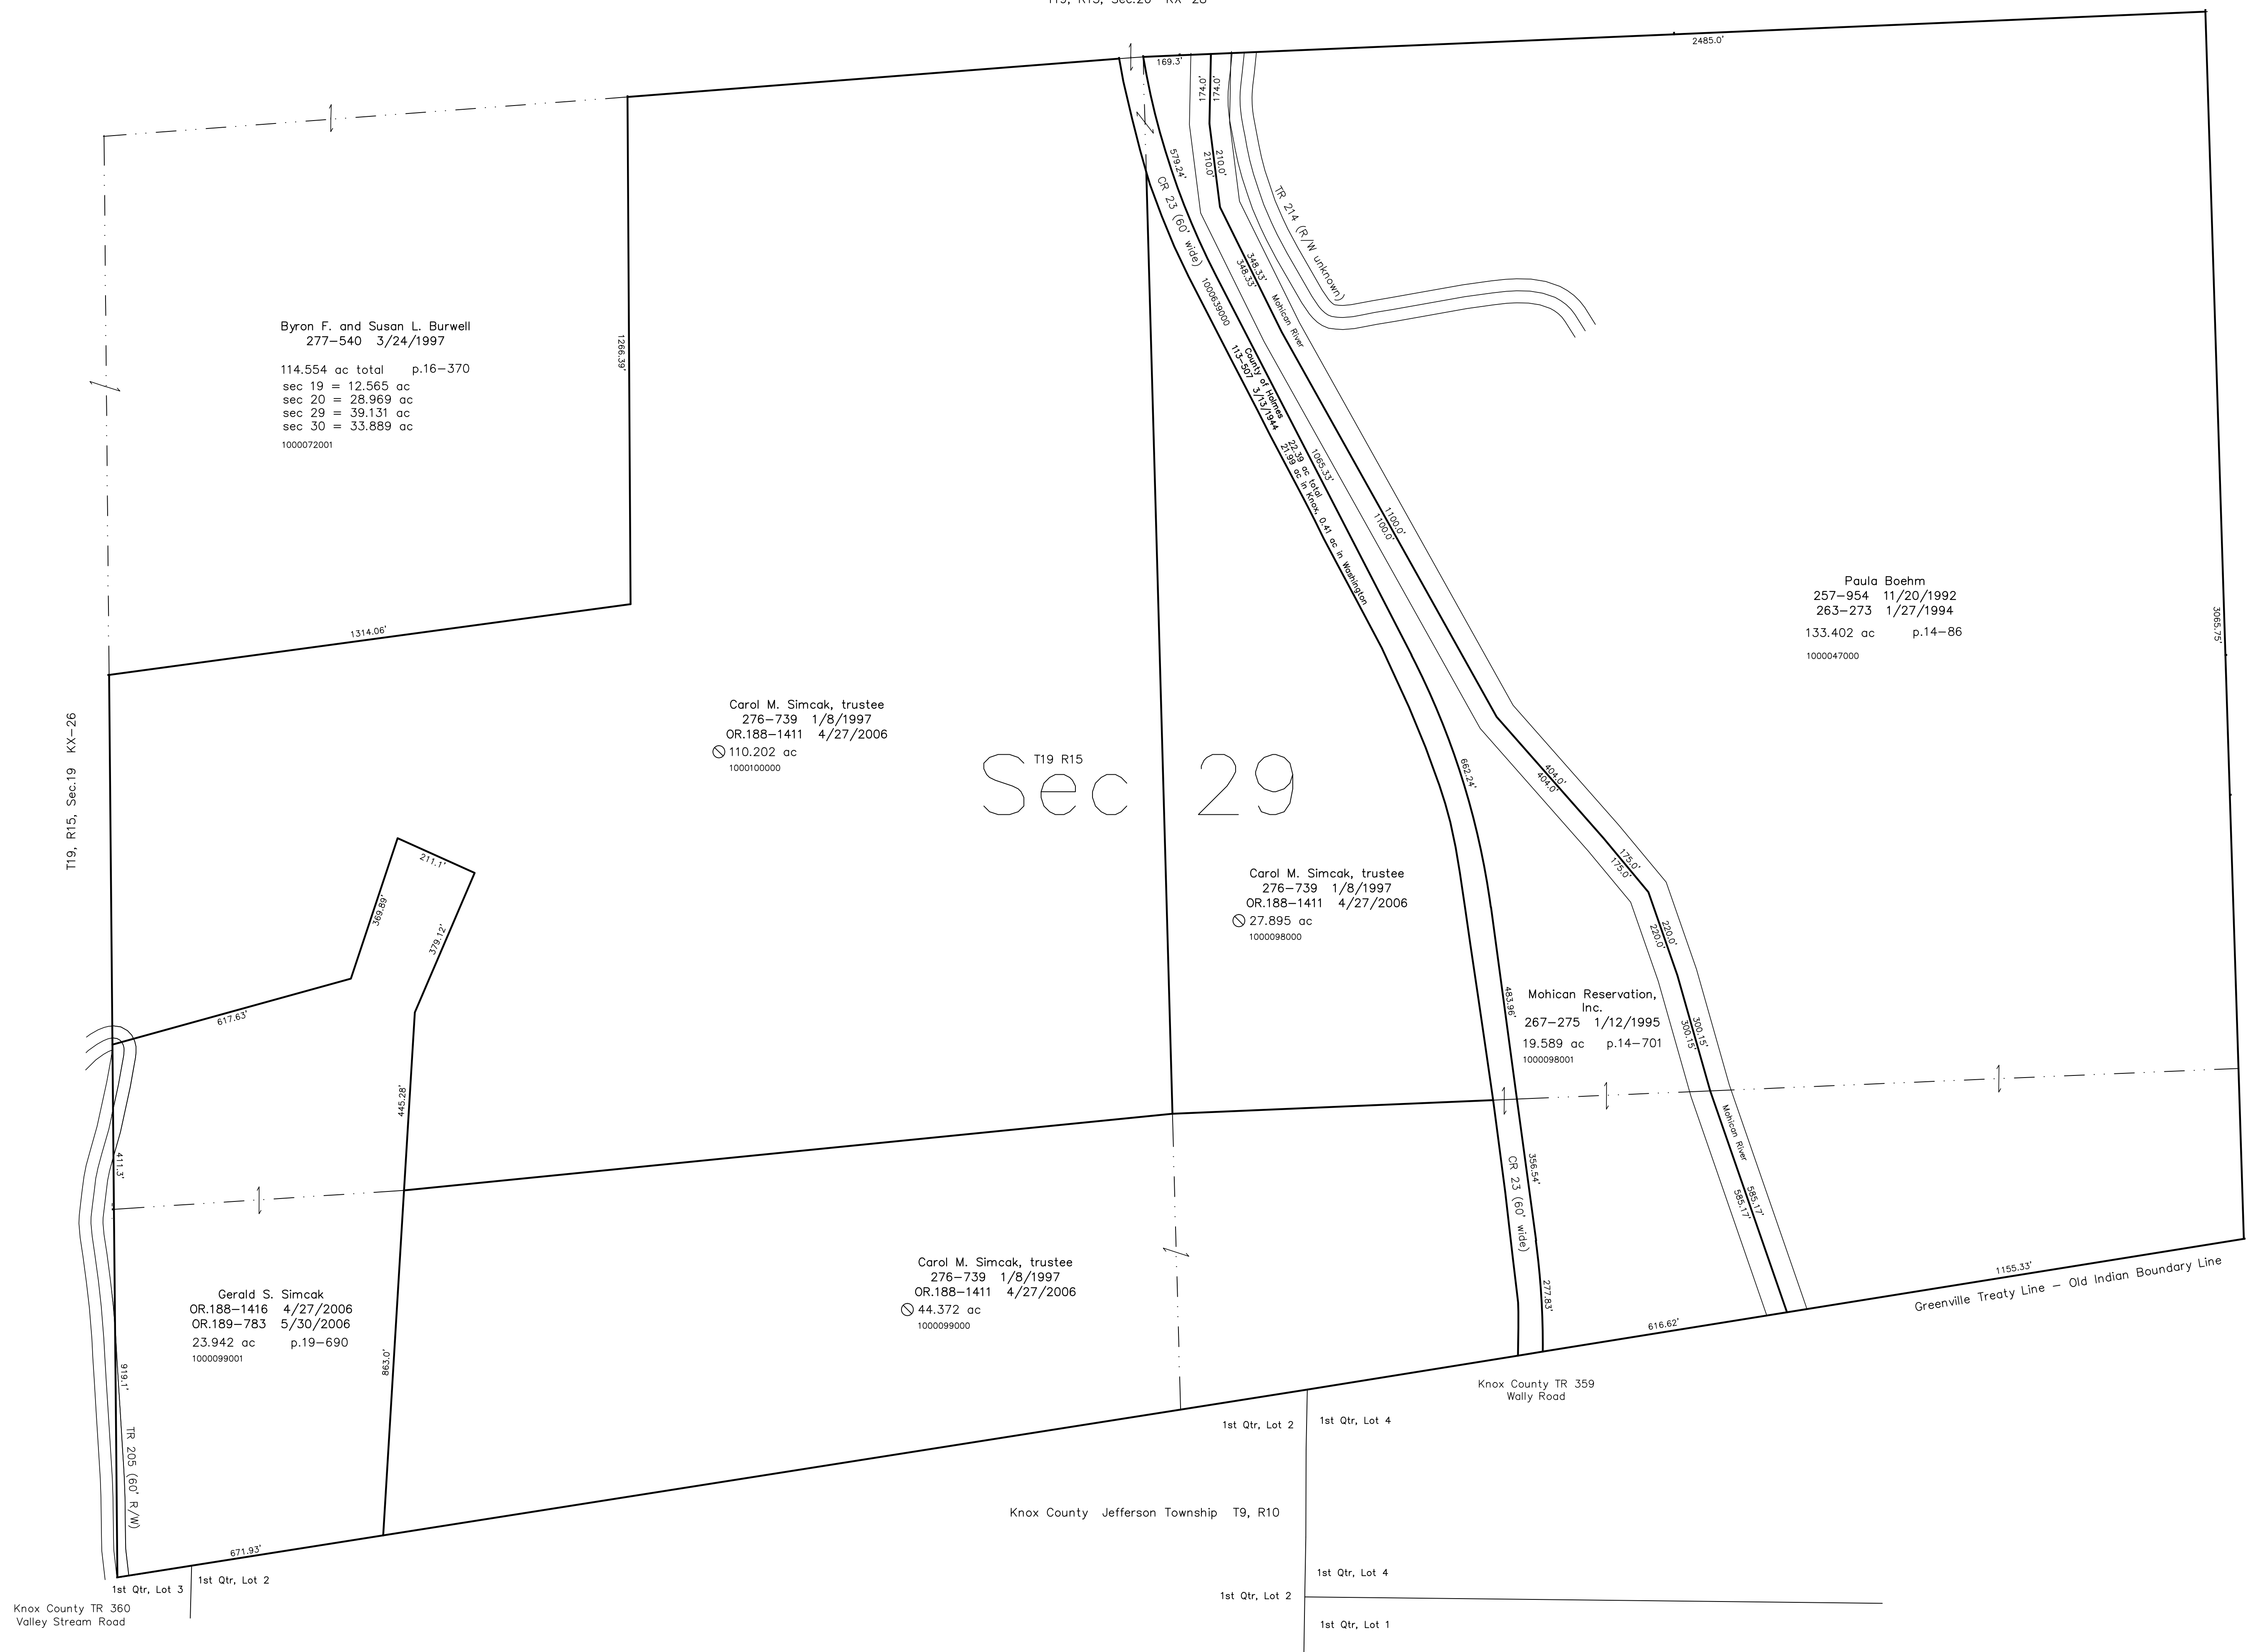 T19, R15, Sec.20 KX-28
2485.0'
169.3'
174.0'
174.0'
210.0'
210.0'
579.24'
CR 23 (60' wide)
1000639000
TR 214 (R/W unknown)
348.33'
348.33'
Mohican River
County of Holmes
113-507 3/13/1944
22.39 ac total
21.99 ac in Knox, 0.41 ac in Washington
1065.33'
1100.0'
1100.0'
Byron F. and Susan L. Burwell
277-540 3/24/1997
114.554 ac total p.16-370
sec 19 = 12.565 ac
sec 20 = 28.969 ac
sec 29 = 39.131 ac
sec 30 = 33.889 ac
1000072001
1266.39'
1314.06'
Paula Boehm
257-954 11/20/1992
263-273 1/27/1994
133.402 ac p.14-86
1000047000
3065.75'
T19, R15, Sec.19 KX-26
Carol M. Simcak, trustee
276-739 1/8/1997
OR.188-1411 4/27/2006
110.202 ac
1000100000
T19 R15
Sec 29
662.24'
404.0'
404.0'
175.0'
175.0'
220.0'
220.0'
211.1'
369.89'
379.12'
617.63'
Carol M. Simcak, trustee
276-739 1/8/1997
OR.188-1411 4/27/2006
27.895 ac
1000098000
483.96'
Mohican Reservation,
Inc.
267-275 1/12/1995
19.589 ac p.14-701
1000098001
300.15'
300.15'
445.28'
411.3'
Mohican River
CR 23 (60' wide)
356.54'
585.17'
585.17'
277.83'
Gerald S. Simcak
OR.188-1416 4/27/2006
OR.189-783 5/30/2006
23.942 ac p.19-690
1000099001
863.0'
919.1'
TR 205 (60' R/W)
Carol M. Simcak, trustee
276-739 1/8/1997
OR.188-1411 4/27/2006
44.372 ac
1000099000
1155.33'
Greenville Treaty Line - Old Indian Boundary Line
616.62'
Knox County TR 359
Wally Road
1st Qtr, Lot 2
1st Qtr, Lot 4
Knox County Jefferson Township T9, R10
671.93'
1st Qtr, Lot 3
1st Qtr, Lot 2
Knox County TR 360
Valley Stream Road
1st Qtr, Lot 4
1st Qtr, Lot 2
1st Qtr, Lot 1